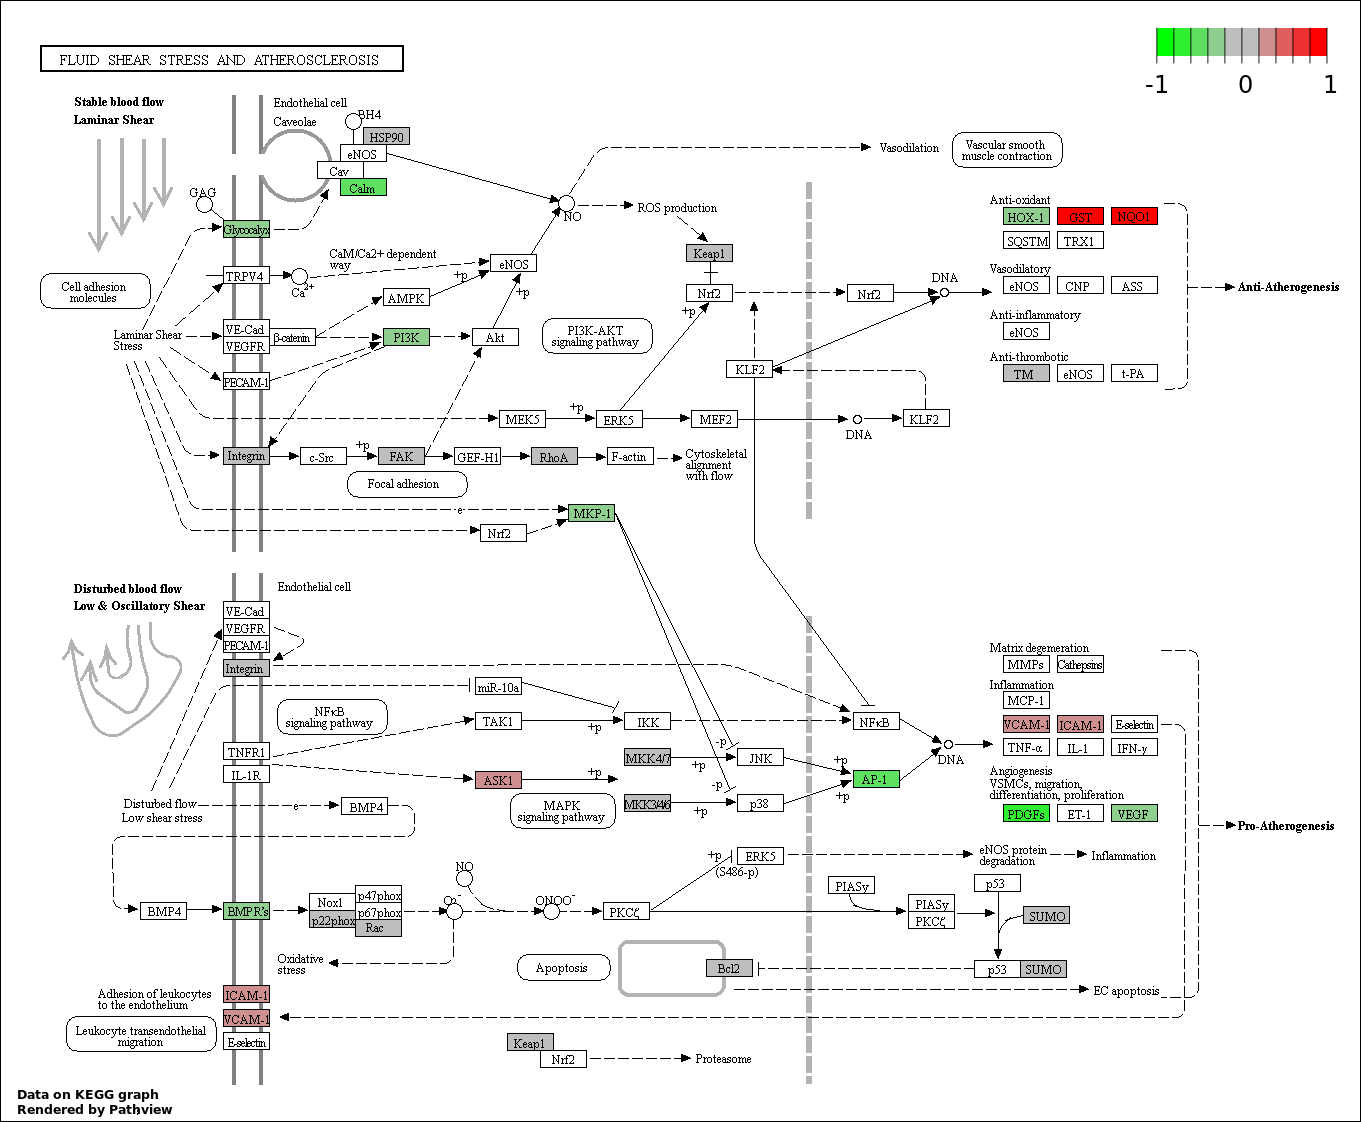 FLUID SHEAR STRESS AND ATHEROSCLEROSIS
-1 0 1
Stable blood flow
Laminar Shear
Endothelial cell
Caveolae
BH4
HSP90
eNOS
Cav
Calm
GAG
Glycocalyx
NO
Vasodilation
Vascular smooth
muscle contraction
ROS production
Keap1
Nrf2
+p
Anti-oxidant
HOX-1 GST NQO1
SQSTM TRX1
Vasodilatory
eNOS CNP ASS
Anti-inflammatory
eNOS
Anti-thrombotic
TM eNOS t-PA
Anti-Atherogenesis
Cell adhesion
molecules
TRPV4
Ca2+
CaM/Ca2+ dependent
way
eNOS
+p
+p
AMPK
Nrf2
DNA
Laminar Shear
Stress
VE-Cad
VEGFR
β-catenin
PI3K
Akt
PI3K-AKT
signaling pathway
PECAM-1
KLF2
MEK5
+p
ERK5
MEF2
DNA
KLF2
Integrin
c-Src
+p
FAK
GEF-H1
RhoA
F-actin
Cytoskeletal
alignment
with flow
Focal adhesion
e
MKP-1
Nrf2
Disturbed blood flow
Low & Oscillatory Shear
Endothelial cell
VE-Cad
VEGFR
PECAM-1
Integrin
miR-10a
NFκB
signaling pathway
TAK1
+p
IKK
NFκB
TNFR1
IL-1R
ASK1
+p
MKK4/7
+p
-p
JNK
+p
AP-1
+p
DNA
MAPK
signaling pathway
MKK3/4/6
+p
-p
p38
Matrix degeneration
MMPs Cathepsins
Inflammation
MCP-1
VCAM-1 ICAM-1 E-selectin
TNF-α IL-1 IFN-γ
Angiogenesis
VSMCs, migration,
differentiation, proliferation
PDGFs ET-1 VEGF
Pro-Atherogenesis
Disturbed flow
Low shear stress
e
BMP4
+p
ERK5
(S486-p)
eNOS protein
degradation
Inflammation
BMP4
BMPR's
Nox1
p22phox
p47phox
p67phox
Rac
O2-
NO
ONOO-
PKCζ
PIASy
PIASy
PKCζ
p53
SUMO
Oxidative
stress
Apoptosis
Bcl2
p53 SUMO
EC apoptosis
Adhesion of leukocytes
to the endothelium
ICAM-1
VCAM-1
E-selectin
Leukocyte transendothelial
migration
Keap1
Nrf2
Proteasome
Data on KEGG graph
Rendered by Pathview